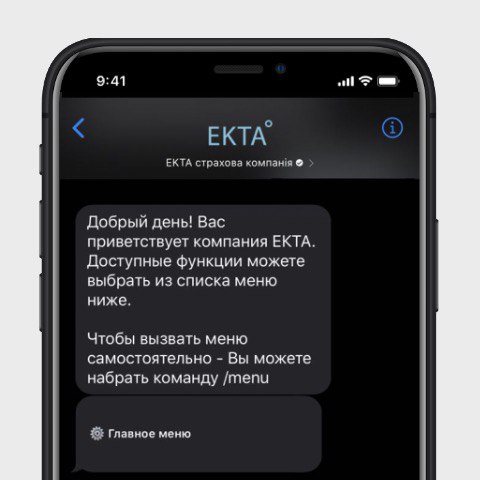 9:41
EKTA°
ЕКТА страхова компанія
Добрый день! Вас
приветствует компания ЕКТА.
Доступные функции можете
выбрать из списка меню
ниже.
Чтобы вызвать меню
самостоятельно - Вы можете
набрать команду /menu
Главное меню